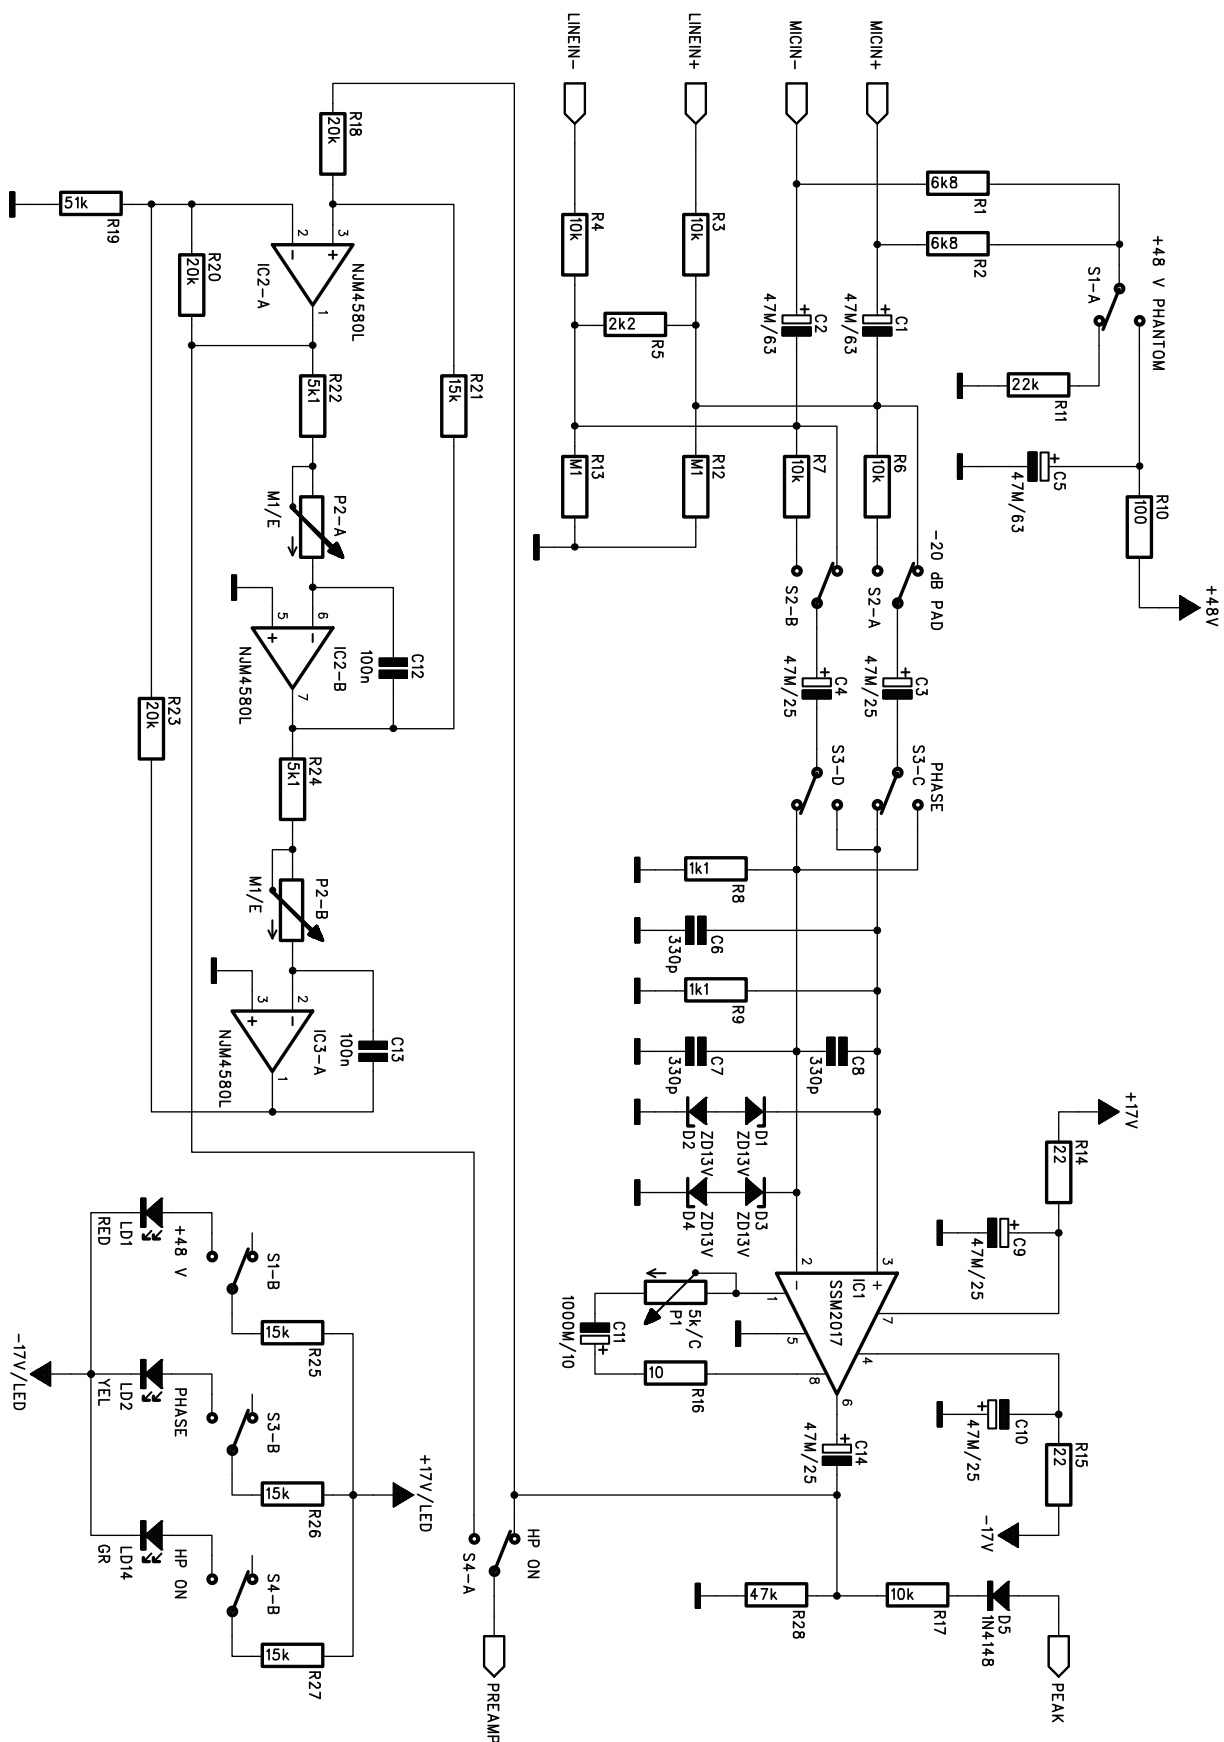 LINEIN-
LINEIN+
MICIN-
MICIN+
R18
20k
R4
10k
R3
10k
R1
6k8
R2
6k8
+48 V PHANTOM
S1-A
R19
51k
R20
20k
2
3
-
+
IC2-A
NJM4580L
1
R5
2k2
C2
47M/63
C1
47M/63
R11
22k
R22
5k1
R21
15k
R13
M1
R12
M1
R7
10k
R6
10k
C5
+
47M/63
R10
100
+48V
P2-A
M1/E
-20 dB PAD
S2-B
S2-A
5
6
+
-
IC2-B
NJM4580L
7
C12
100n
R23
20k
C4
+
47M/25
C3
+
47M/25
R24
5k1
S3-D
S3-C
PHASE
P2-B
M1/E
R8
1k1
C6
330p
R9
1k1
C7
330p
C8
330p
3
2
+
-
IC3-A
NJM4580L
1
C13
100n
D2
ZD13V
D1
ZD13V
D4
ZD13V
D3
ZD13V
+17V
R14
22
C9
+
47M/25
2
3
-
+
IC1
SSM2017
1
5
8
7
4
6
5k/C
P1
C11
+
1000M/10
R16
10
C10
+
47M/25
R15
22
-17V
C14
+
47M/25
LD1
RED
+48 V
S1-B
R25
15k
LD2
YEL
PHASE
S3-B
R26
15k
LD14
GR
HP ON
S4-B
R27
15k
-17V/LED
+17V/LED
HP ON
S4-A
R28
47k
R17
10k
D5
1N4148
PREAMP
PEAK